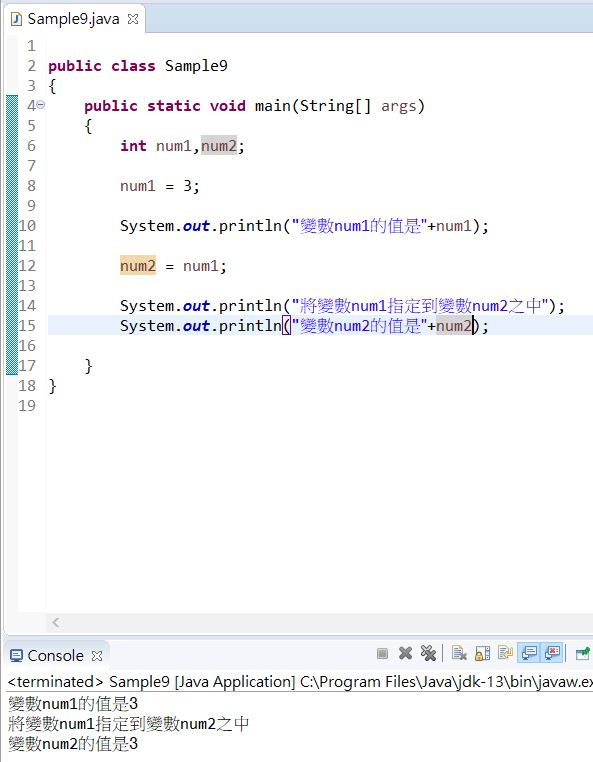 Sample9.java
1
2 public class Sample9
3 {
4 public static void main(String[] args)
5 {
6 int num1,num2;
7
8 num1 = 3;
9
10 System.out.println("變數num1的值是"+num1);
11
12 num2 = num1;
13
14 System.out.println("將變數num1指定到變數num2之中");
15 System.out.println("變數num2的值是"+num2);
16
17 }
18 }
19
Console
<terminated> Sample9 [Java Application] C:\Program Files\Java\jdk-13\bin\javaw.ex
變數num1的值是3
將變數num1指定到變數num2之中
變數num2的值是3